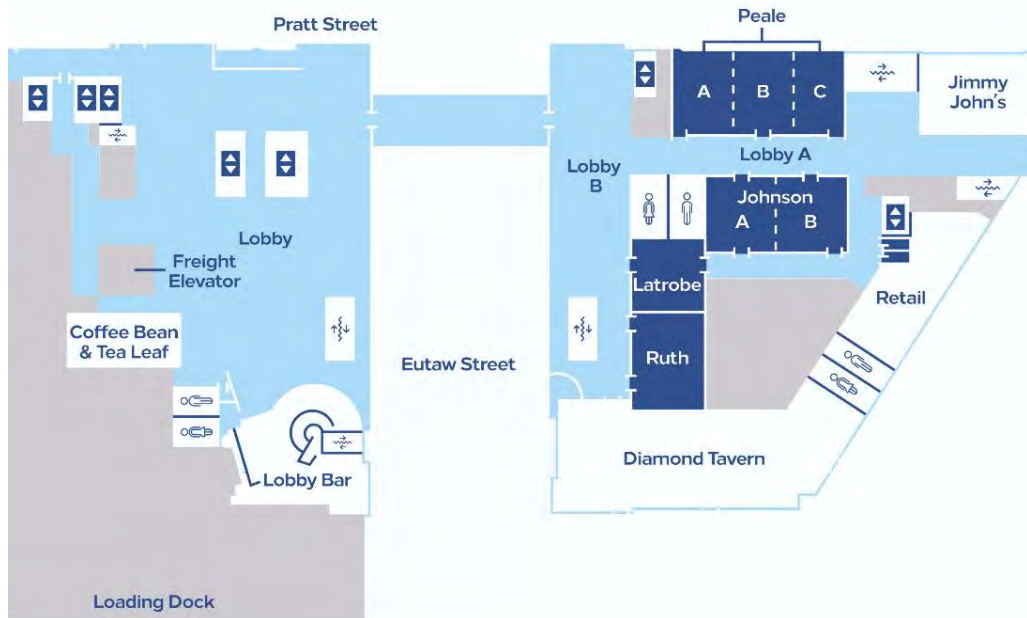 Pratt Street
Peale
A
B
C
Jimmy
John's
Lobby A
Lobby
B
Johnson
A
B
Lobby
Freight
Elevator
Latrobe
Retail
Coffee Bean
& Tea Leaf
Eutaw Street
Ruth
Diamond Tavern
Lobby Bar
Loading Dock